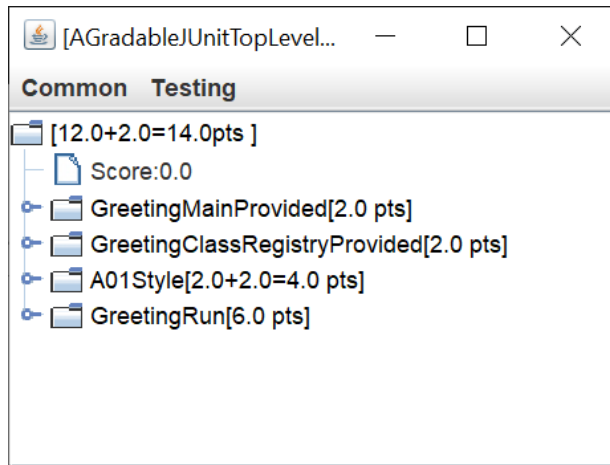 [AGradableJUnitTopLevel...
Common Testing
[12.0+2.0=14.0pts ]
Score:0.0
GreetingMainProvided[2.0 pts]
GreetingClassRegistryProvided[2.0 pts]
A01Style[2.0+2.0=4.0 pts]
GreetingRun[6.0 pts]